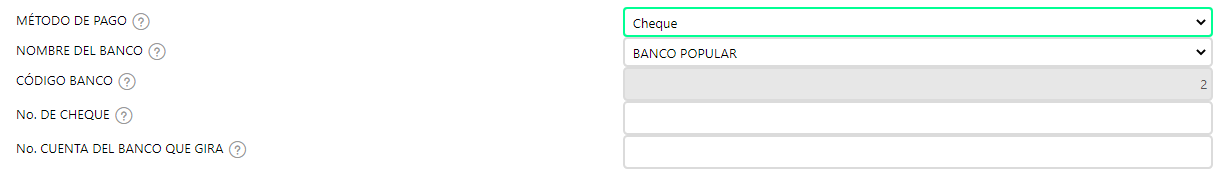 MÉTODO DE PAGO ? Cheque
NOMBRE DEL BANCO ? BANCO POPULAR
CÓDIGO BANCO ? 2
No. DE CHEQUE ?
No. CUENTA DEL BANCO QUE GIRA ?